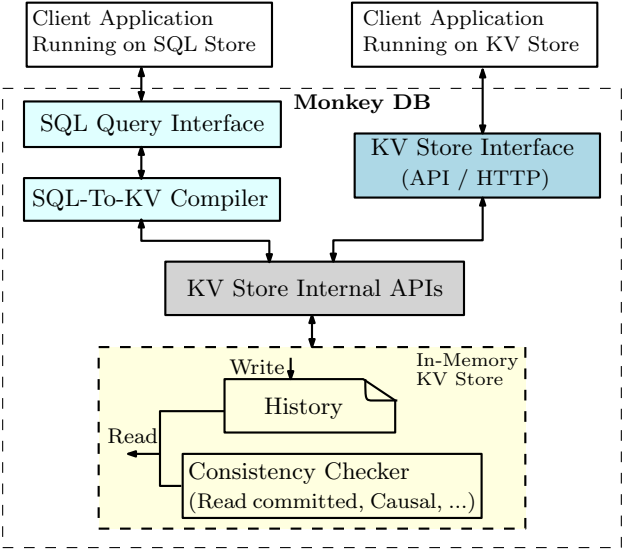 Client Application
Running on SQL Store
Client Application
Running on KV Store
Monkey DB
SQL Query Interface
KV Store Interface
(API / HTTP)
SQL-To-KV Compiler
KV Store Internal APIs
In-Memory
KV Store
Write
History
Read
Consistency Checker
(Read committed, Causal, ...)